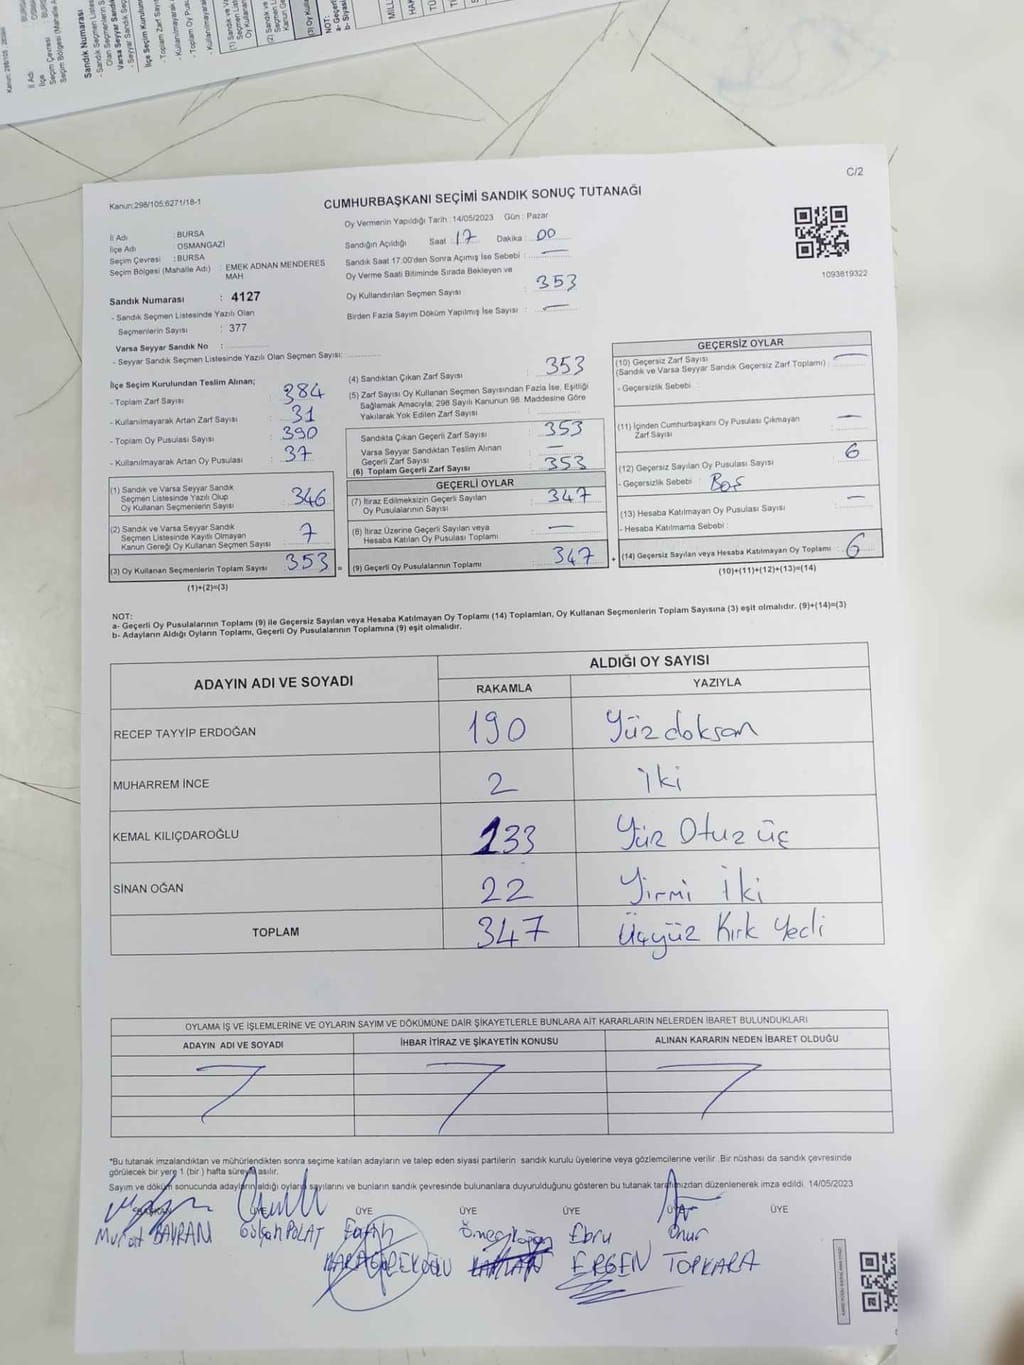 C/2
Kanun:298/105;6271/18-1
CUMHURBAŞKANI SEÇİMİ SANDIK SONUÇ TUTANAĞI
Oy Vermenin Yapıldığı Tarih : 14/05/2023 Gün : Pazar
İl Adı : BURSA
İlçe Adı : OSMANGAZİ
Seçim Çevresi : BURSA
Seçim Bölgesi (Mahalle Adı) : EMEK ADNAN MENDERES MAH
Sandık Numarası : 4127
- Sandık Seçmen Listesinde Yazılı Olan
Seçmenlerin Sayısı : 377
Varsa Seyyar Sandık No :
- Seyyar Sandık Seçmen Listesinde Yazılı Olan Seçmen Sayısı:
Sandığın Açıldığı Saat : 17 Dakika : 00
Sandık Saat 17:00'den Sonra Açımış İse Sebebi : —
Oy Verme Saati Bitiminde Sırada Bekleyen ve
Oy Kullandırılan Seçmen Sayısı : 353
Birden Fazla Sayım Döküm Yapılmış İse Sayısı : —
1093819322
İlçe Seçim Kurulundan Teslim Alınan;
- Toplam Zarf Sayısı : 384
- Kullanılmayarak Artan Zarf Sayısı : 31
- Toplam Oy Pusulası Sayısı : 390
- Kullanılmayarak Artan Oy Pusulası : 37
(1) Sandık ve Varsa Seyyar Sandık
Seçmen Listesinde Yazılı Olup
Oy Kullanan Seçmenlerin Sayısı : 346
(2) Sandık ve Varsa Seyyar Sandık
Seçmen Listesinde Kayıtlı Olmayan
Kanun Gereği Oy Kullanan Seçmen Sayısı : 7
(3) Oy Kullanan Seçmenlerin Toplam Sayısı : 353 =
(1)+(2)=(3)
(4) Sandıktan Çıkan Zarf Sayısı : 353
(5) Zarf Sayısı Oy Kullanan Seçmen Sayısından Fazla İse, Eşitliği
Sağlamak Amacıyla; 298 Sayılı Kanunun 98. Maddesine Göre
Yakılarak Yok Edilen Zarf Sayısı :
Sandıkta Çıkan Geçerli Zarf Sayısı : 353
Varsa Seyyar Sandıktan Teslim Alınan
Geçerli Zarf Sayısı : —
(6) Toplam Geçerli Zarf Sayısı : 353
GEÇERLİ OYLAR
(7) İtiraz Edilmeksizin Geçerli Sayılan
Oy Pusulalarının Sayısı : 347
(8) İtiraz Üzerine Geçerli Sayılan veya
Hesaba Katılan Oy Pusulası Toplamı : —
(9) Geçerli Oy Pusulalarının Toplamı : 347 +
GEÇERSİZ OYLAR
(10) Geçersiz Zarf Sayısı
(Sandık ve Varsa Seyyar Sandık Geçersiz Zarf Toplamı) : —
- Geçersizlik Sebebi :
(11) İçinden Cumhurbaşkanı Oy Pusulası Çıkmayan
Zarf Sayısı : —
(12) Geçersiz Sayılan Oy Pusulası Sayısı : 6
- Geçersizlik Sebebi : Boş
(13) Hesaba Katılmayan Oy Pusulası Sayısı : —
- Hesaba Katılmama Sebebi :
(14) Geçersiz Sayılan veya Hesaba Katılmayan Oy Toplamı : 6
(10)+(11)+(12)+(13)=(14)
NOT:
a- Geçerli Oy Pusulalarının Toplamı (9) ile Geçersiz Sayılan veya Hesaba Katılmayan Oy Toplamı (14) Toplamları, Oy Kullanan Seçmenlerin Toplam Sayısına (3) eşit olmalıdır. (9)+(14)=(3)
b- Adayların Aldığı Oyların Toplamı, Geçerli Oy Pusulalarının Toplamına (9) eşit olmalıdır.
ADAYIN ADI VE SOYADI ALDIĞI OY SAYISI
RAKAMLA YAZIYLA
RECEP TAYYİP ERDOĞAN 190 Yüzdoksan
MUHARREM İNCE 2 iki
KEMAL KILIÇDAROĞLU 133 Yüz Otuz üç
SİNAN OĞAN 22 Yirmi iki
TOPLAM 347 Üçyüz Kırk Yedi
OYLAMA İŞ VE İŞLEMLERİNE VE OYLARIN SAYIM VE DÖKÜMÜNE DAİR ŞİKAYETLERLE BUNLARA AİT KARARLARIN NELERDEN İBARET BULUNDUKLARI
ADAYIN ADI VE SOYADI İHBAR İTİRAZ VE ŞİKAYETİN KONUSU ALINAN KARARIN NEDEN İBARET OLDUĞU
*Bu tutanak imzalandıktan ve mühürlendikten sonra seçime katılan adayların ve talep eden siyasi partilerin sandık kurulu üyelerine veya gözlemcilerine verilir. Bir nüshası da sandık çevresinde
görülecek bir yere 1 (bir) hafta süreyle asılır.
Sayım ve döküm sonucunda adayların aldığı oyların sayılarını ve bunların sandık çevresinde bulunanlara duyurulduğunu gösteren bu tutanak tarafımızdan düzenlenerek imza edildi. 14/05/2023
BAŞKAN ÜYE ÜYE ÜYE ÜYE ÜYE
Murat BAYRAN POLAT Fatih Ebru Onur
ERGEN TOPKARA